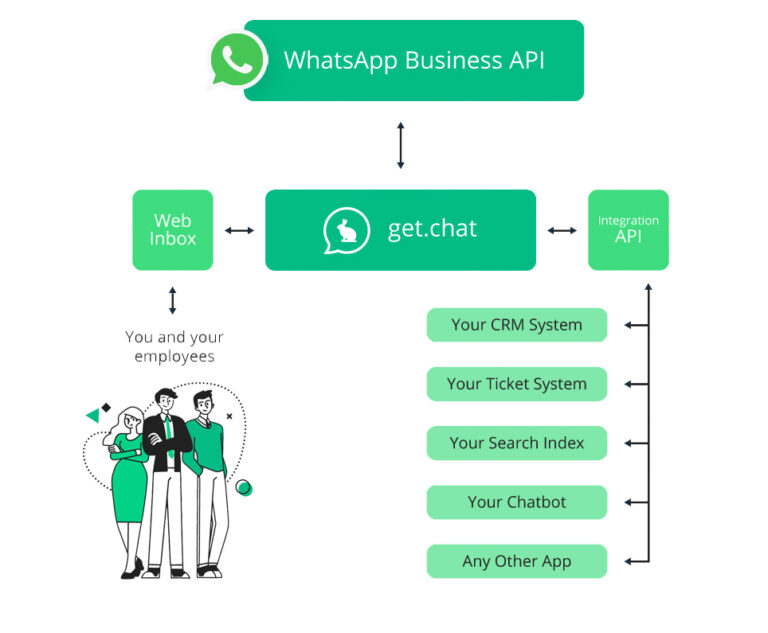 WhatsApp Business API
Web
Inbox
get.chat
Integration
API
You and your
employees
Your CRM System
Your Ticket System
Your Search Index
Your Chatbot
Any Other App